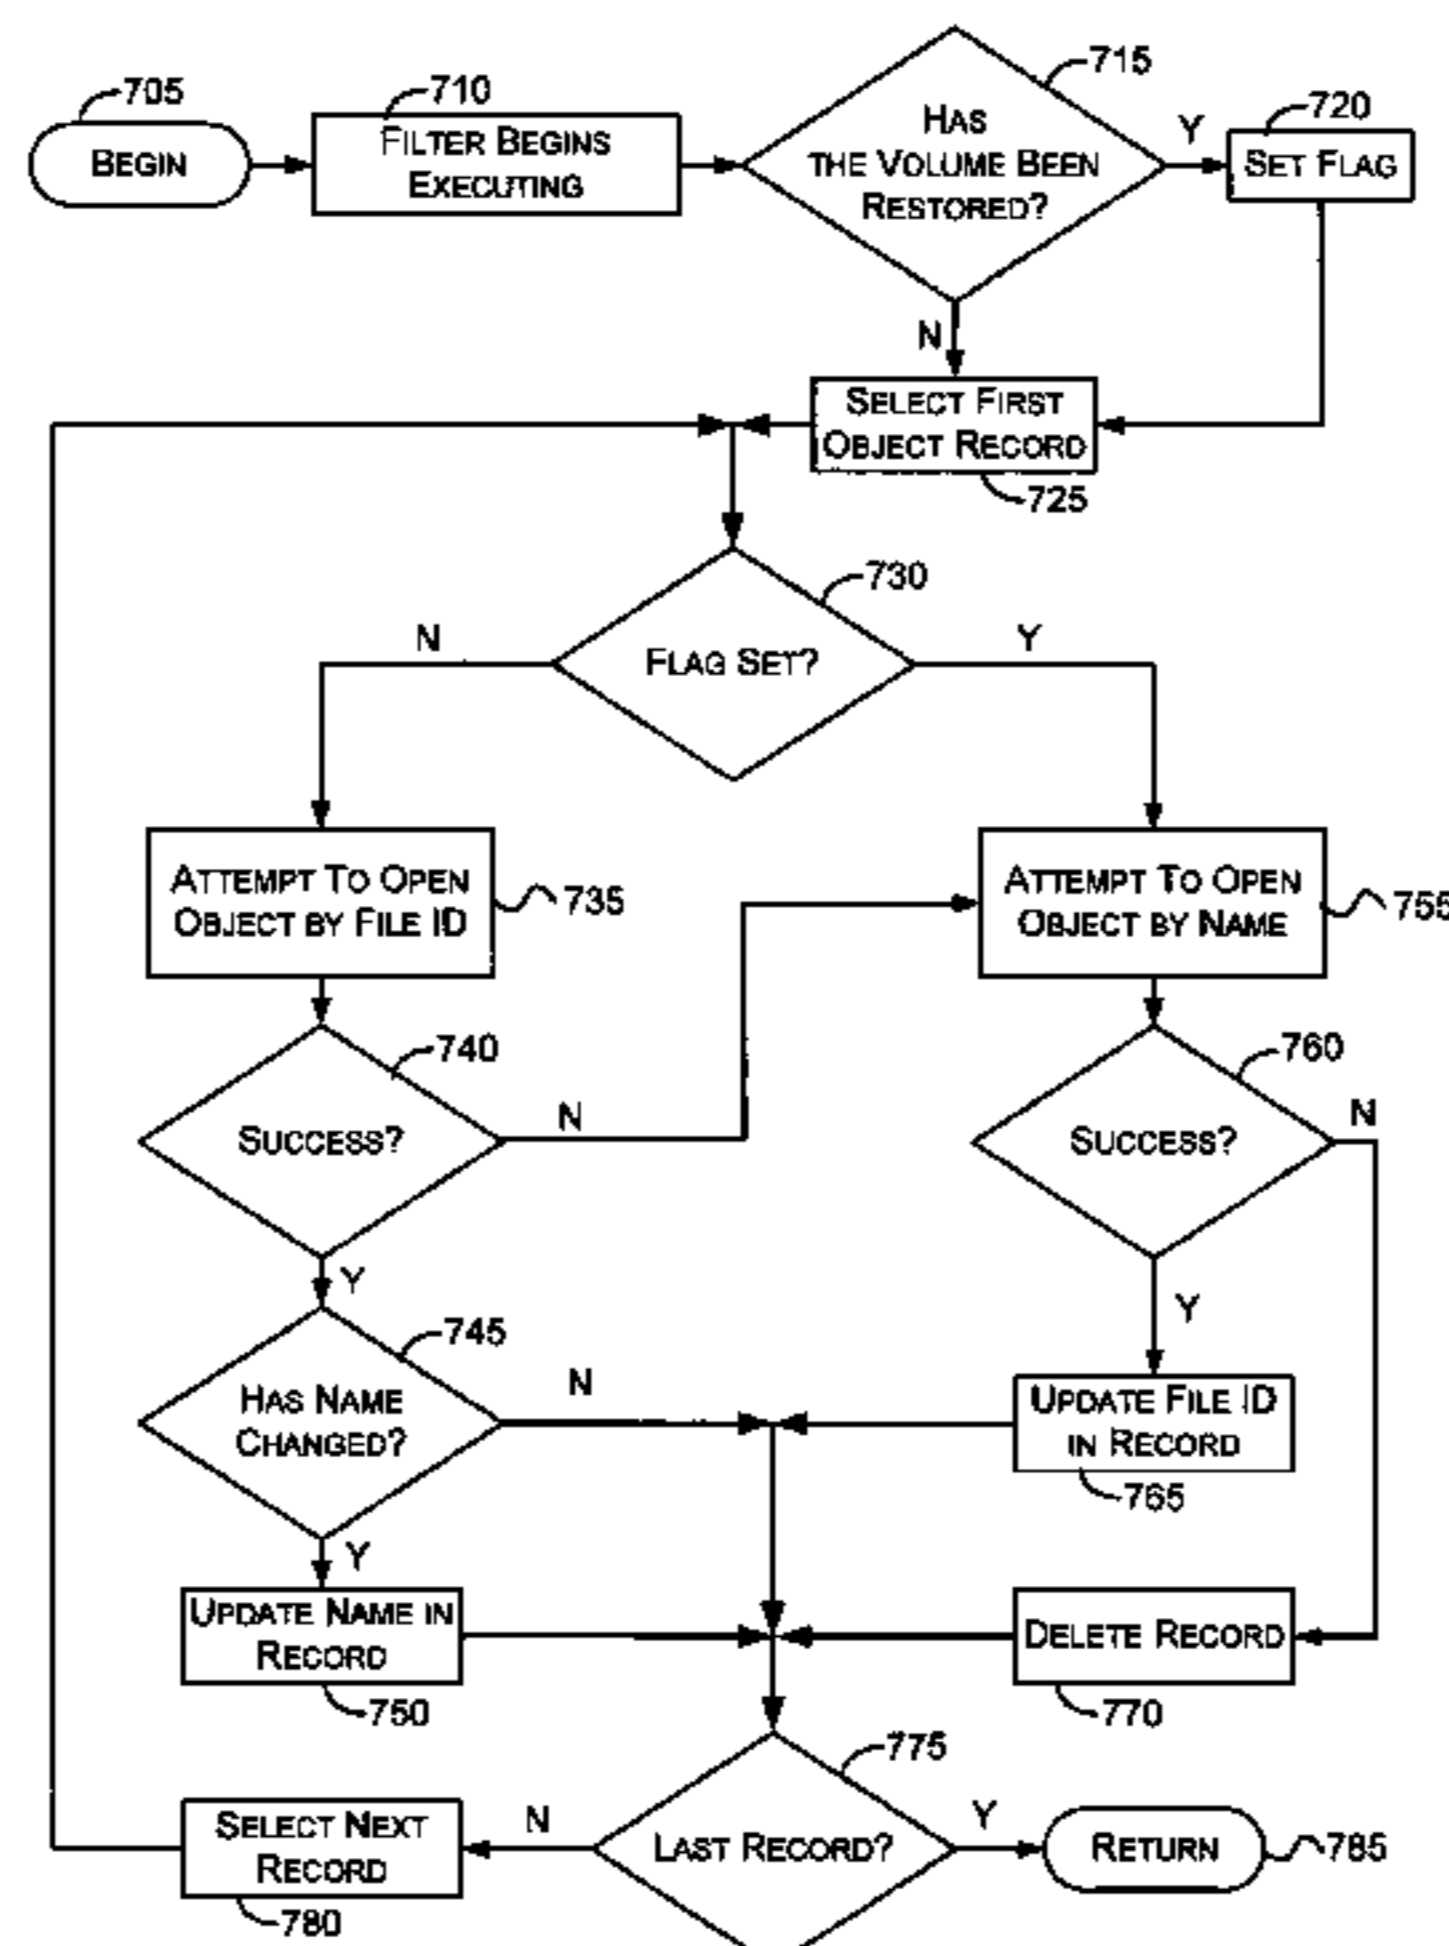 705
BEGIN
710
FILTER BEGINS
EXECUTING
715
HAS
THE VOLUME BEEN
RESTORED?
Y
720
SET FLAG
N
SELECT FIRST
OBJECT RECORD
725
730
FLAG SET?
N
Y
ATTEMPT TO OPEN
OBJECT BY FILE ID
735
ATTEMPT TO OPEN
OBJECT BY NAME
755
740
SUCCESS?
N
Y
760
SUCCESS?
N
Y
745
HAS NAME
CHANGED?
N
Y
UPDATE FILE ID
IN RECORD
765
UPDATE NAME IN
RECORD
750
DELETE RECORD
770
775
LAST RECORD?
N
Y
SELECT NEXT
RECORD
780
RETURN
785